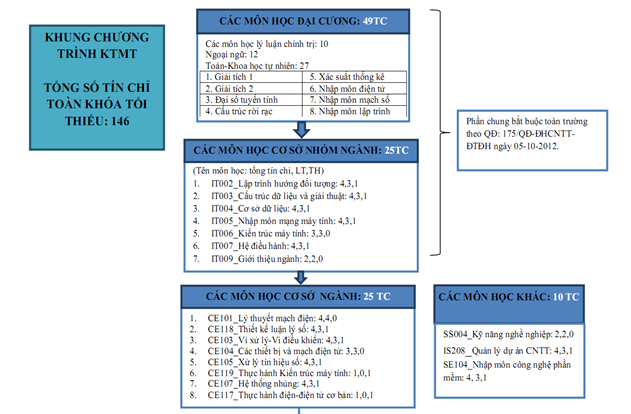 KHUNG CHƯƠNG
TRÌNH KTMT
TỔNG SỐ TÍN CHỈ
TOÀN KHÓA TỐI
THIỂU: 146
CÁC MÔN HỌC ĐẠI CƯƠNG: 49TC
Các môn học lý luận chính trị: 10
Ngoại ngữ: 12
Toán-Khoa học tự nhiên: 27
1. Giải tích 1 5. Xác suất thống kê
2. Giải tích 2 6. Nhập môn điện tử
3. Đại số tuyến tính 7. Nhập môn mạch số
4. Cấu trúc rời rạc 8. Nhập môn lập trình
Phần chung bắt buộc toàn trường
theo QĐ: 175/QĐ-ĐHCNTT-
ĐTĐH ngày 05-10-2012.
CÁC MÔN HỌC CƠ SỞ NHÓM NGÀNH: 25TC
(Tên môn học: tổng tín chỉ, LT,TH)
1. IT002_Lập trình hướng đối tượng: 4,3,1
2. IT003_Cấu trúc dữ liệu và giải thuật: 4,3,1
3. IT004_Cơ sở dữ liệu: 4,3,1
4. IT005_Nhập môn mạng máy tính: 4,3,1
5. IT006_Kiến trúc máy tính: 3,3,0
6. IT007_Hệ điều hành: 4,3,1
7. IT009_Giới thiệu ngành: 2,2,0
CÁC MÔN HỌC CƠ SỞ NGÀNH: 25 TC
1. CE101_Lý thuyết mạch điện: 4,4,0
2. CE118_Thiết kế luận lý số: 4,3,1
3. CE103_Vi xử lý-Vi điều khiển: 4,3,1
4. CE104_Các thiết bị và mạch điện tử: 3,3,0
5. CE105_Xử lý tín hiệu số: 4,3,1
6. CE119_Thực hành Kiến trúc máy tính: 1,0,1
7. CE107_Hệ thống nhúng: 4,3,1
8. CE117_Thực hành điện-điện tử cơ bản: 1,0,1
CÁC MÔN HỌC KHÁC: 10 TC
SS004_Kỹ năng nghề nghiệp: 2,2,0
IS208_Quản lý dự án CNTT: 4,3,1
SE104_Nhập môn công nghệ phần
mềm: 4, 3,1